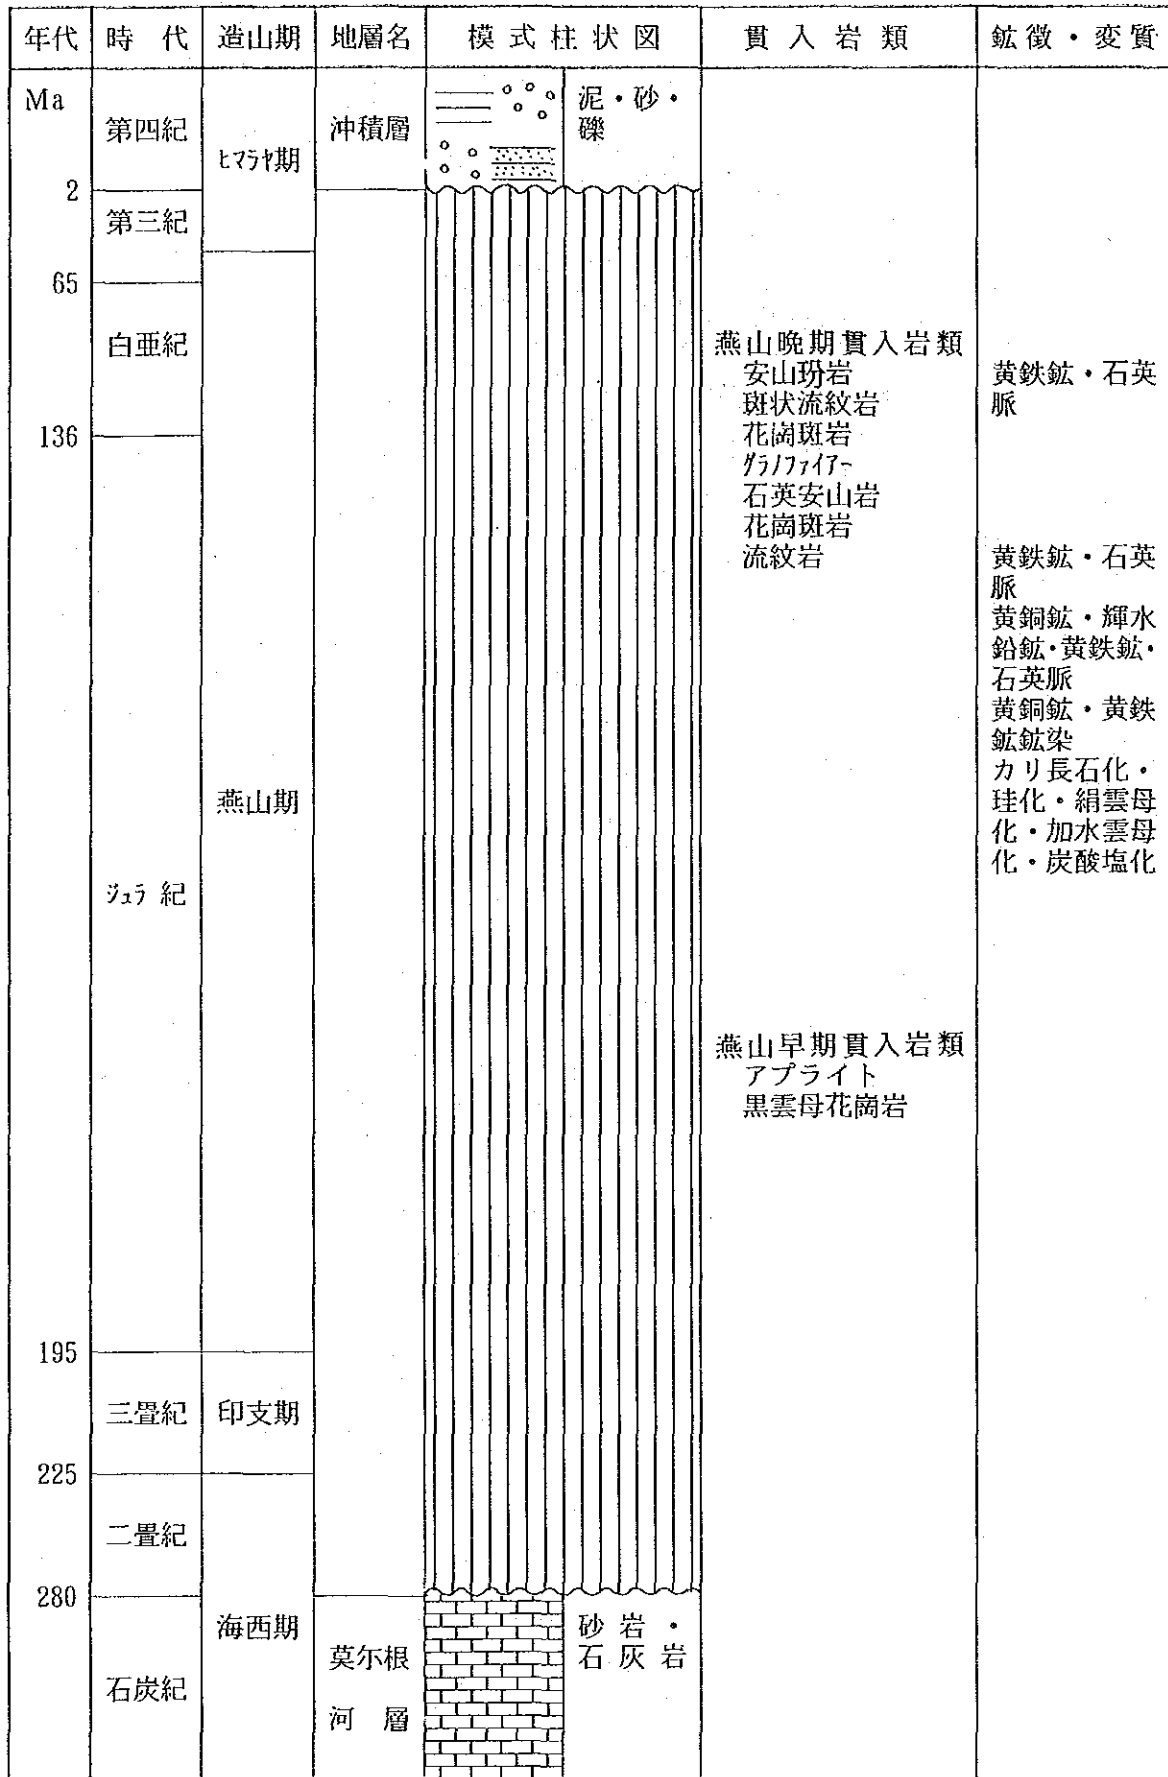 年代 時代 造山期 地層名 模式柱状図 貫入岩類 鉱徴・変質
Ma
第四紀
ヒマラヤ期
沖積層
泥・砂・
礫
2
第三紀
65
白亜紀
136
燕山期
ジュラ紀
195
三畳紀
印支期
225
二畳紀
280
海西期
石炭紀
莫尓根
河層
砂岩・
石灰岩
燕山晩期貫入岩類
安山玢岩
斑状流紋岩
花崗斑岩
グラノファイアー
石英安山岩
花崗斑岩
流紋岩
燕山早期貫入岩類
アプライト
黒雲母花崗岩
黄鉄鉱・石英
脈
黄鉄鉱・石英
脈
黄銅鉱・輝水
鉛鉱・黄鉄鉱・
石英脈
黄銅鉱・黄鉄
鉱鉱染
カリ長石化・
珪化・絹雲母
化・加水雲母
化・炭酸塩化